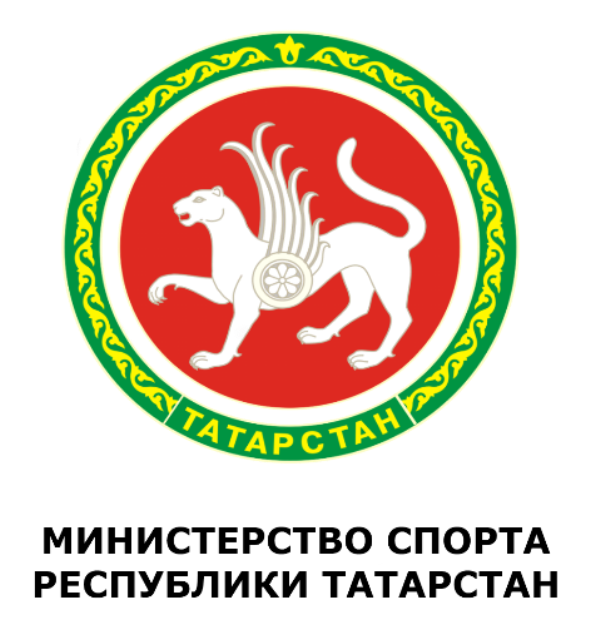 ТАТАРСТАН
МИНИСТЕРСТВО СПОРТА
РЕСПУБЛИКИ ТАТАРСТАН